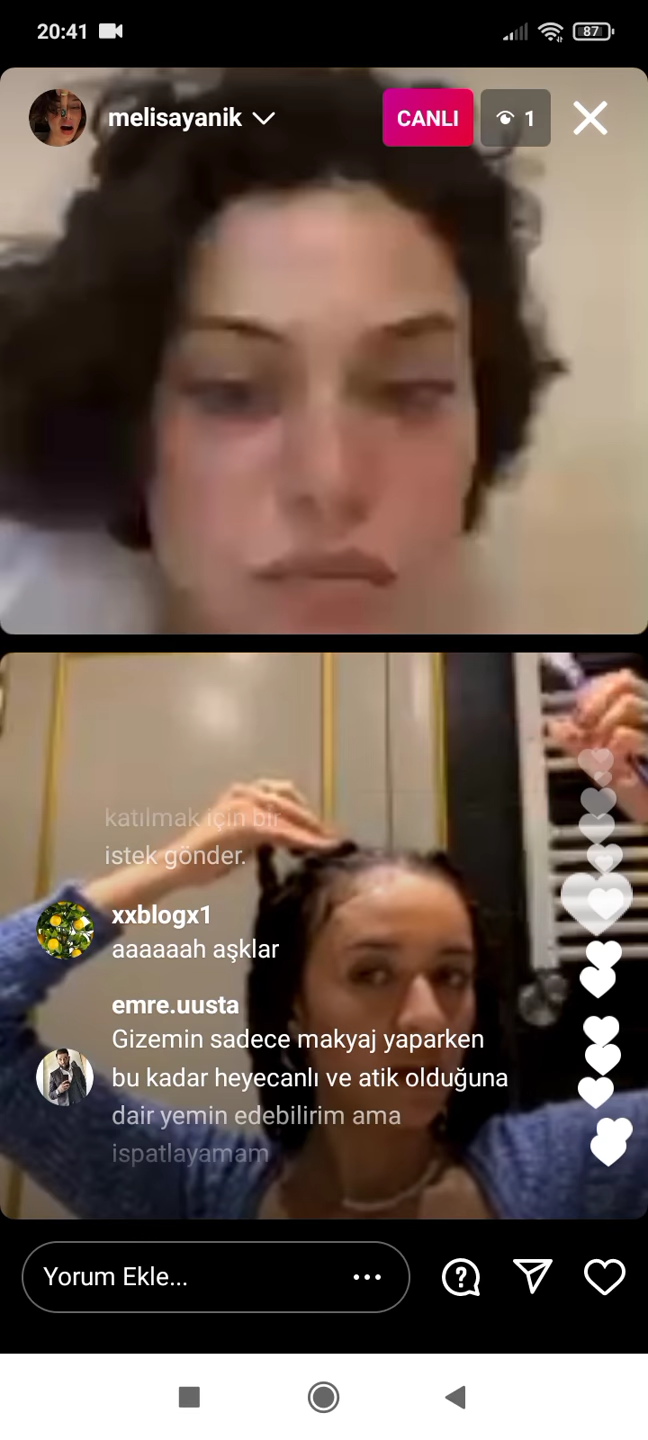 20:41
87
melisayanik
CANLI
1
katılmak için bir
istek gönder.
xxblogx1
aaaaaah aşklar
emre.uusta
Gizemin sadece makyaj yaparken
bu kadar heyecanlı ve atik olduğuna
dair yemin edebilirim ama
ispatlayamam
Yorum Ekle...